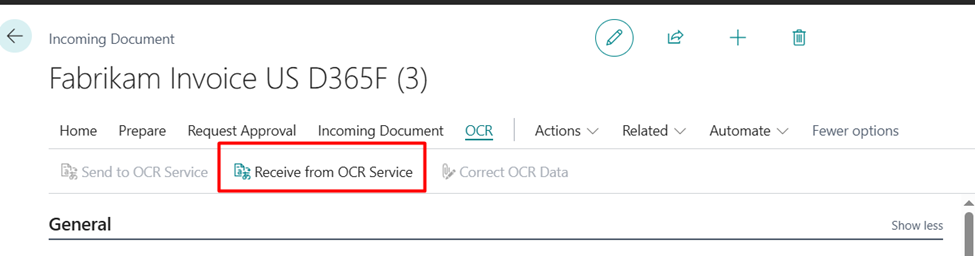 Incoming Document
Fabrikam Invoice US D365F (3)
Home Prepare Request Approval Incoming Document OCR Actions Related Automate Fewer options
Send to OCR Service Receive from OCR Service Correct OCR Data
General Show less